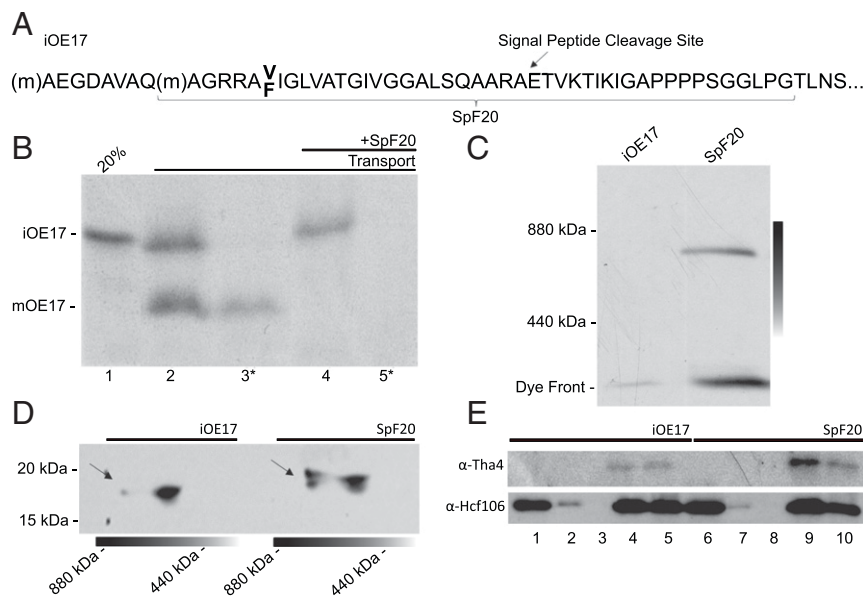 A
iOE17
Signal Peptide Cleavage Site
V
(m)AEGDAVAQ(m)AGRRA IGLVATGIVGGALSQAARAETVKTIKIGAPPPPSGGLPGTLNS...
F
SpF20
B
+SpF20
20%
Transport
iOE17 -
mOE17 -
1 2 3* 4 5*
C
iOE17 SpF20
880 kDa -
440 kDa -
Dye Front -
D
iOE17 SpF20
20 kDa -
15 kDa -
880 kDa - 440 kDa - 880 kDa - 440 kDa -
E
iOE17 SpF20
α-Tha4
α-Hcf106
1 2 3 4 5 6 7 8 9 10